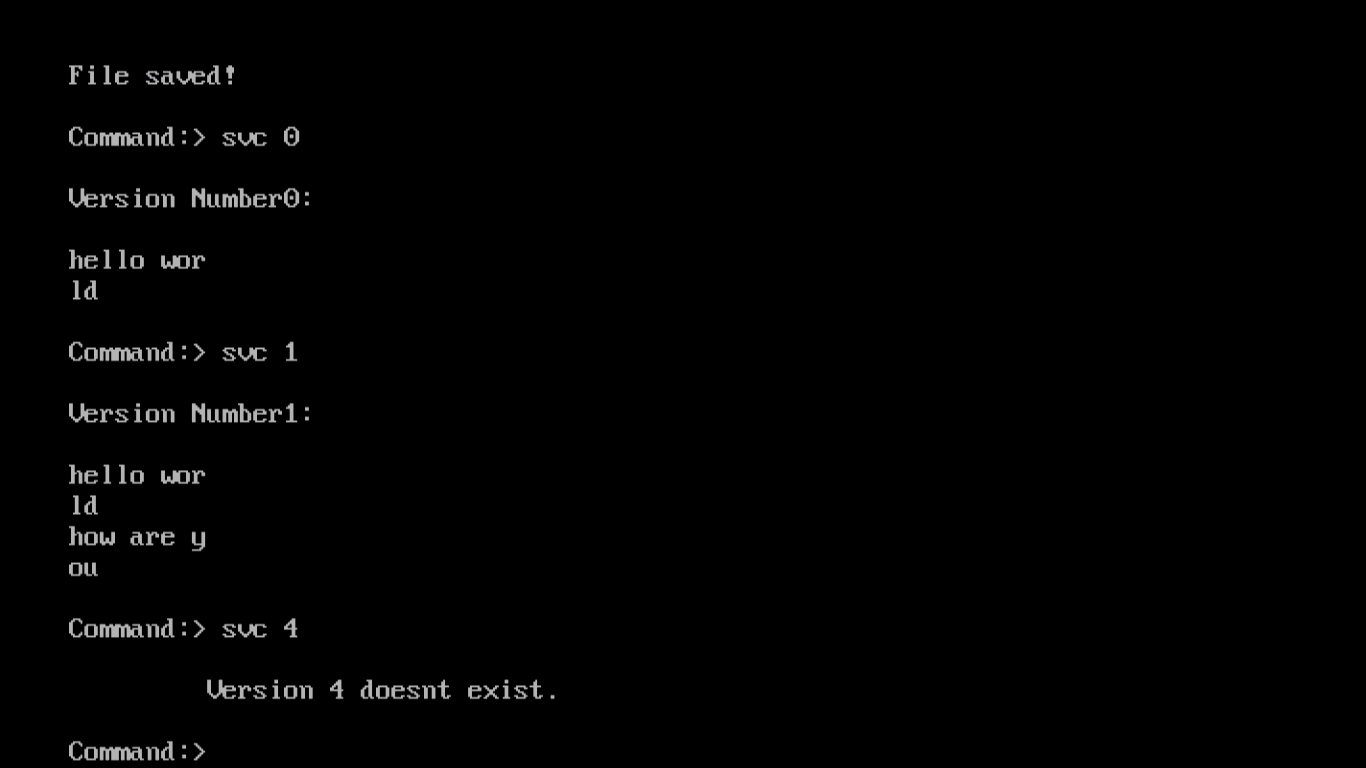 File saved!
Command:> svc 0
Version Number0:
hello wor
ld
Command:> svc 1
Version Number1:
hello wor
ld
how are y
ou
Command:> svc 4
Version 4 doesnt exist.
Command:>